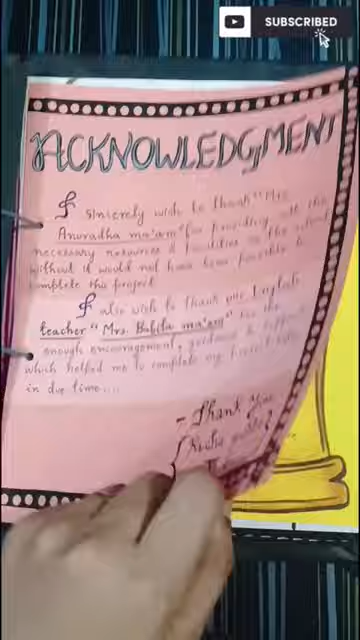 SUBSCRIBED
ACKNOWLEDGMENT
I sincerely wish to thank "Mrs
Anuradha ma'am" for providing all the
necessary resources & facilities in the school
without it would not have been possible to
complete this project.
I also wish to thank our English
teacher "Mrs. Babita ma'am" for the
enough encouragement, guidance & support
which helped me to complete my project
in due time....
- Thank You